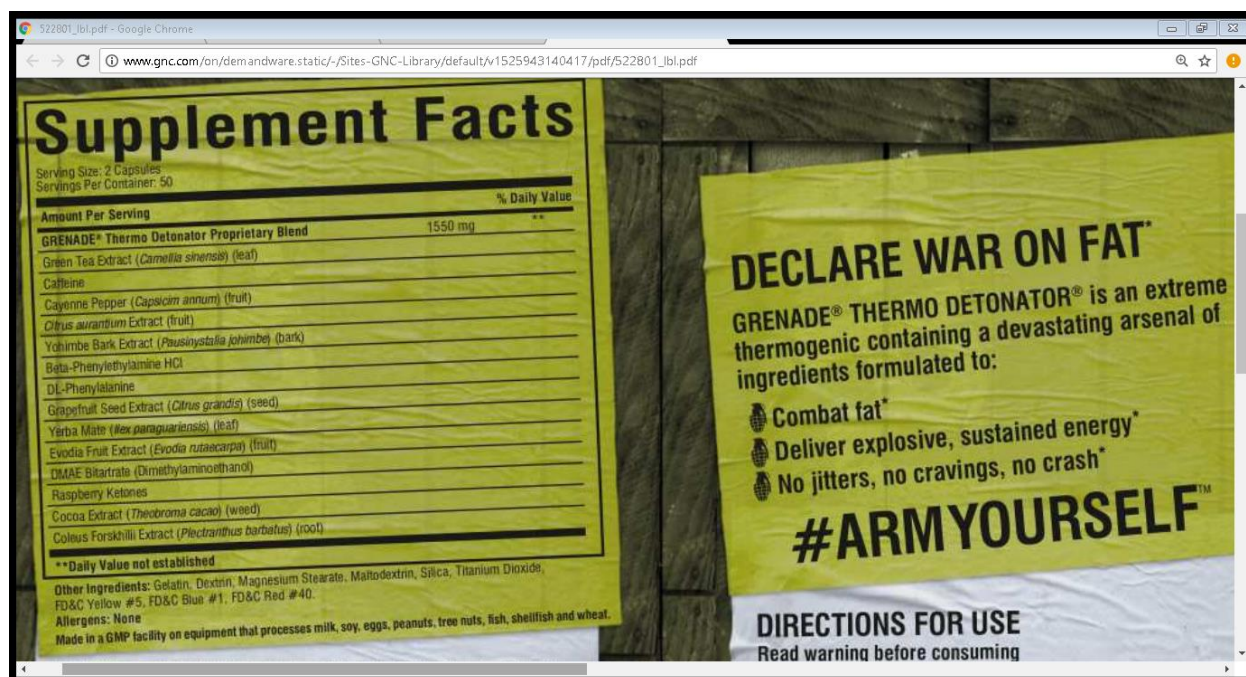 522801_lbl.pdf - Google Chrome
www.gnc.com/on/demandware.static/-/Sites-GNC-Library/default/v1525943140417/pdf/522801_lbl.pdf
Supplement Facts
Serving Size: 2 Capsules
Servings Per Container: 50
% Daily Value
Amount Per Serving
GRENADE® Thermo Detonator Proprietary Blend 1550 mg **
Green Tea Extract (Camellia sinensis) (leaf)
Caffeine
Cayenne Pepper (Capsicim annum) (fruit)
Citrus aurantium Extract (fruit)
Yohimbe Bark Extract (Pausinystalia johimbe) (bark)
Beta-Phenylethylamine HCl
DL-Phenylalanine
Grapefruit Seed Extract (Citrus grandis) (seed)
Yerba Mate (Ilex paraguariensis) (leaf)
Evodia Fruit Extract (Evodia rutaecarpa) (fruit)
DMAE Bitartrate (Dimethylaminoethanol)
Raspberry Ketones
Cocoa Extract (Theobroma cacao) (weed)
Coleus Forskhilii Extract (Plectranthus barbatus) (root)
**Daily Value not established
Other Ingredients: Gelatin, Dextrin, Magnesium Stearate, Maltodextrin, Silica, Titanium Dioxide,
FD&C Yellow #5, FD&C Blue #1, FD&C Red #40.
Allergens: None
Made in a GMP facility on equipment that processes milk, soy, eggs, peanuts, tree nuts, fish, shellfish and wheat.
DECLARE WAR ON FAT*
GRENADE® THERMO DETONATOR® is an extreme
thermogenic containing a devastating arsenal of
ingredients formulated to:
Combat fat*
Deliver explosive, sustained energy*
No jitters, no cravings, no crash*
#ARMYOURSELF™
DIRECTIONS FOR USE
Read warning before consuming